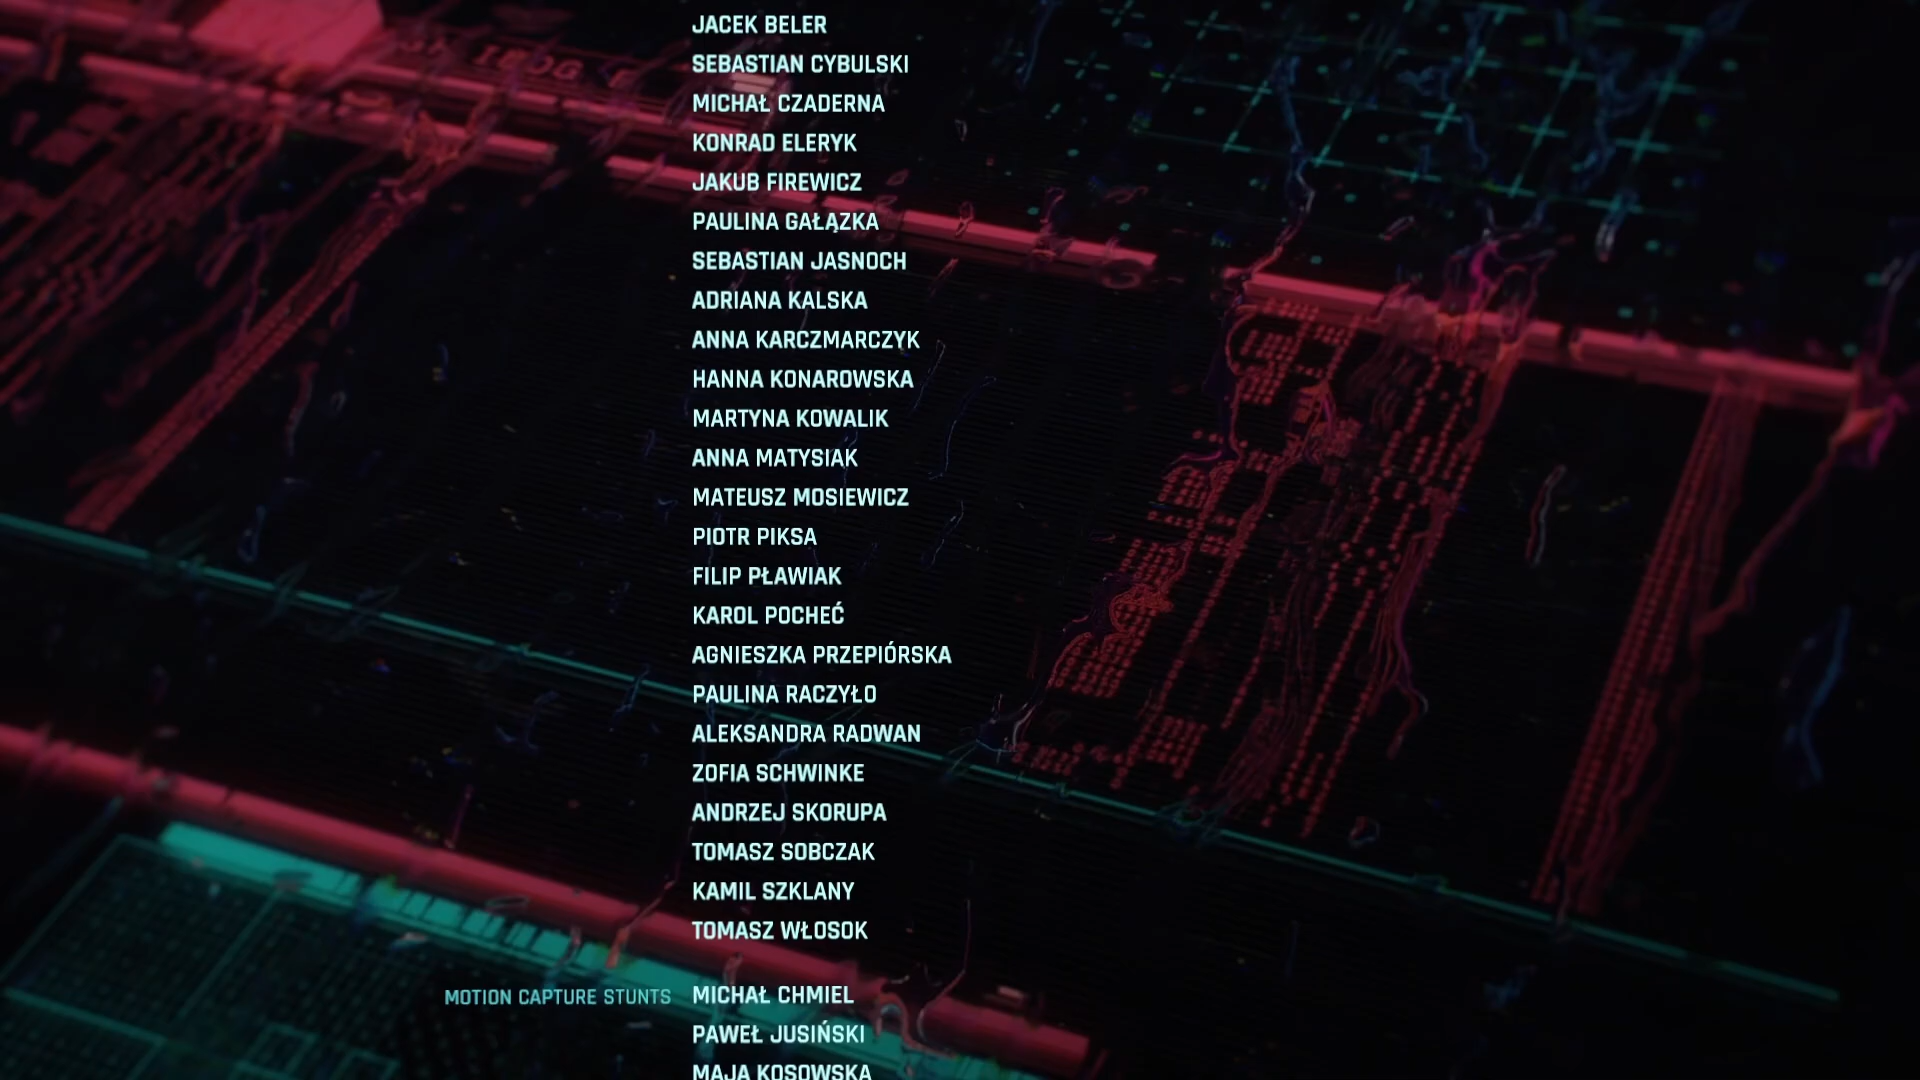 JACEK BELER
SEBASTIAN CYBULSKI
MICHAŁ CZADERNA
KONRAD ELERYK
JAKUB FIREWICZ
PAULINA GAŁĄZKA
SEBASTIAN JASNOCH
ADRIANA KALSKA
ANNA KARCZMARCZYK
HANNA KONAROWSKA
MARTYNA KOWALIK
ANNA MATYSIAK
MATEUSZ MOSIEWICZ
PIOTR PIKSA
FILIP PŁAWIAK
KAROL POCHEĆ
AGNIESZKA PRZEPIÓRSKA
PAULINA RACZYŁO
ALEKSANDRA RADWAN
ZOFIA SCHWINKE
ANDRZEJ SKORUPA
TOMASZ SOBCZAK
KAMIL SZKLANY
TOMASZ WŁOSOK
MOTION CAPTURE STUNTS MICHAŁ CHMIEL
PAWEŁ JUSIŃSKI
MAJA KOSOWSKA